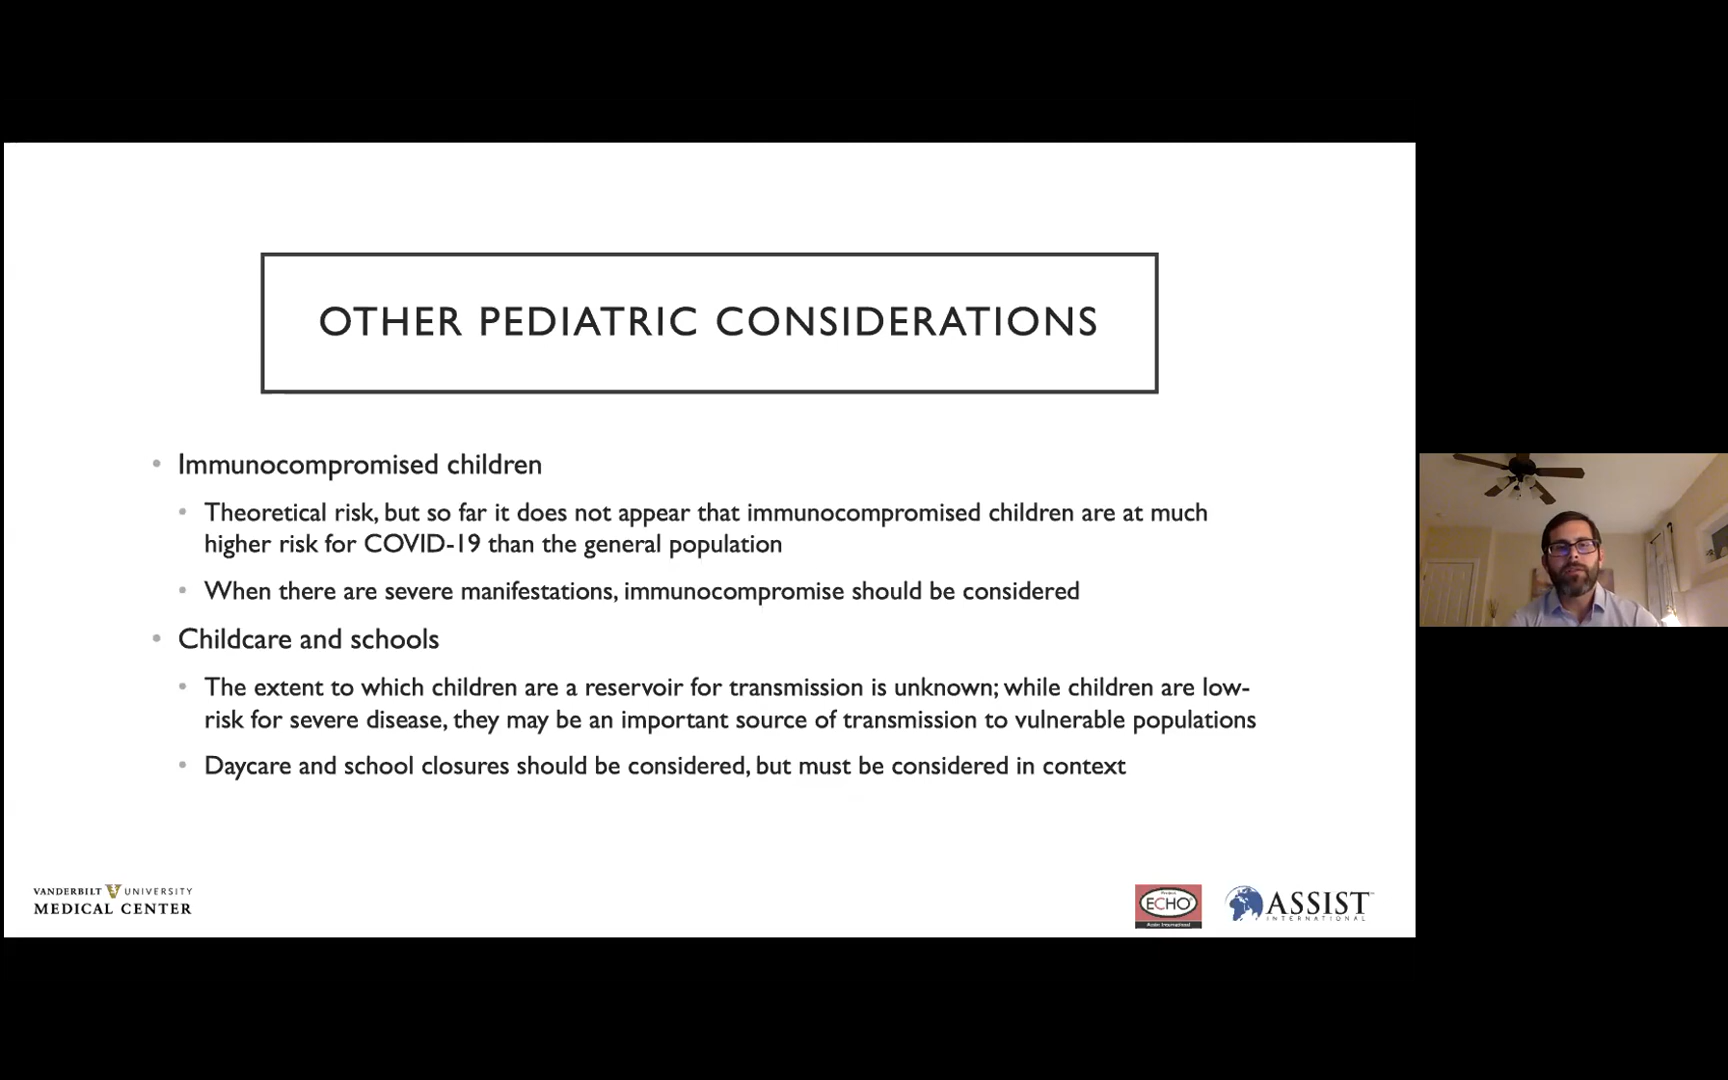 OTHER PEDIATRIC CONSIDERATIONS
• Immunocompromised children
• Theoretical risk, but so far it does not appear that immunocompromised children are at much
higher risk for COVID-19 than the general population
• When there are severe manifestations, immunocompromise should be considered
• Childcare and schools
• The extent to which children are a reservoir for transmission is unknown; while children are low-
risk for severe disease, they may be an important source of transmission to vulnerable populations
• Daycare and school closures should be considered, but must be considered in context
VANDERBILT V UNIVERSITY
MEDICAL CENTER
Project
ECHO®
Assist International
ASSIST™
INTERNATIONAL